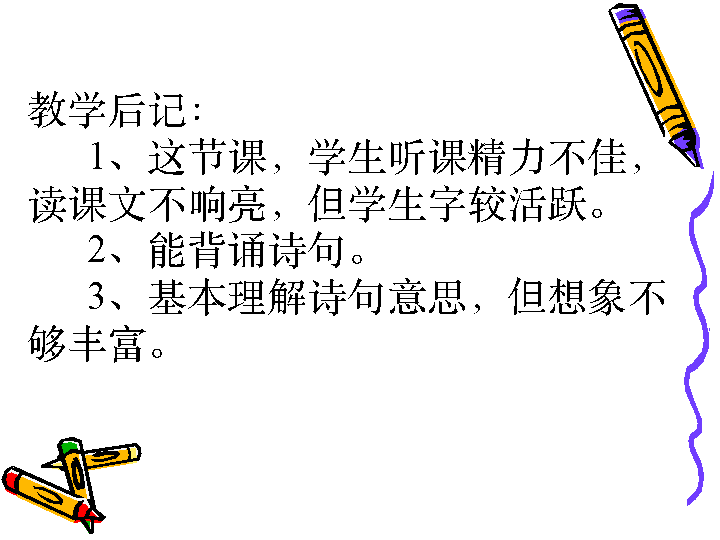 教学后记：
1、这节课，学生听课精力不佳，
读课文不响亮，但学生字较活跃。
2、能背诵诗句。
3、基本理解诗句意思，但想象不
够丰富。